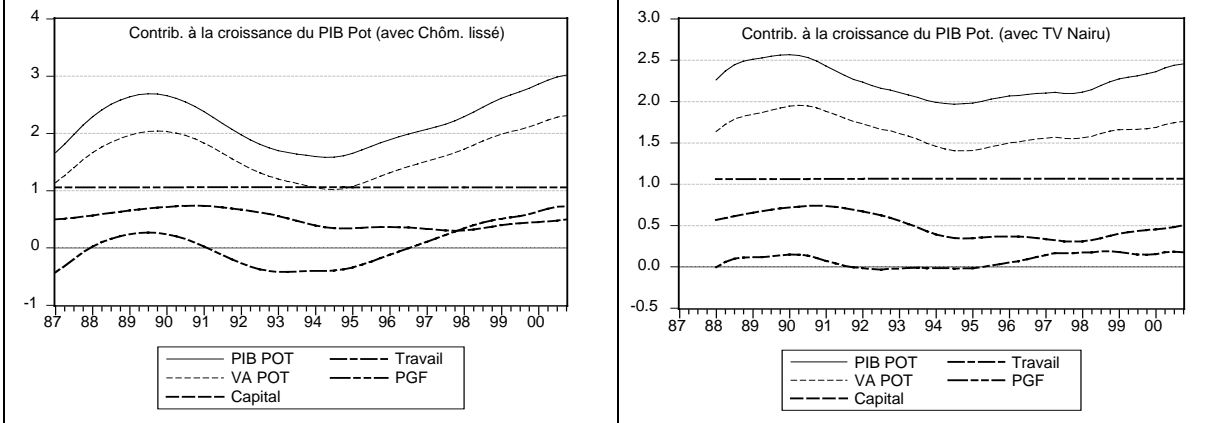 Contrib. à la croissance du PIB Pot (avec Chôm. lissé)
4
3
2
1
0
-1
87 88 89 90 91 92 93 94 95 96 97 98 99 00
PIB POT Travail
VA POT PGF
Capital
Contrib. à la croissance du PIB Pot. (avec TV Nairu)
3.0
2.5
2.0
1.5
1.0
0.5
0.0
-0.5
87 88 89 90 91 92 93 94 95 96 97 98 99 00
PIB POT Travail
VA POT PGF
Capital